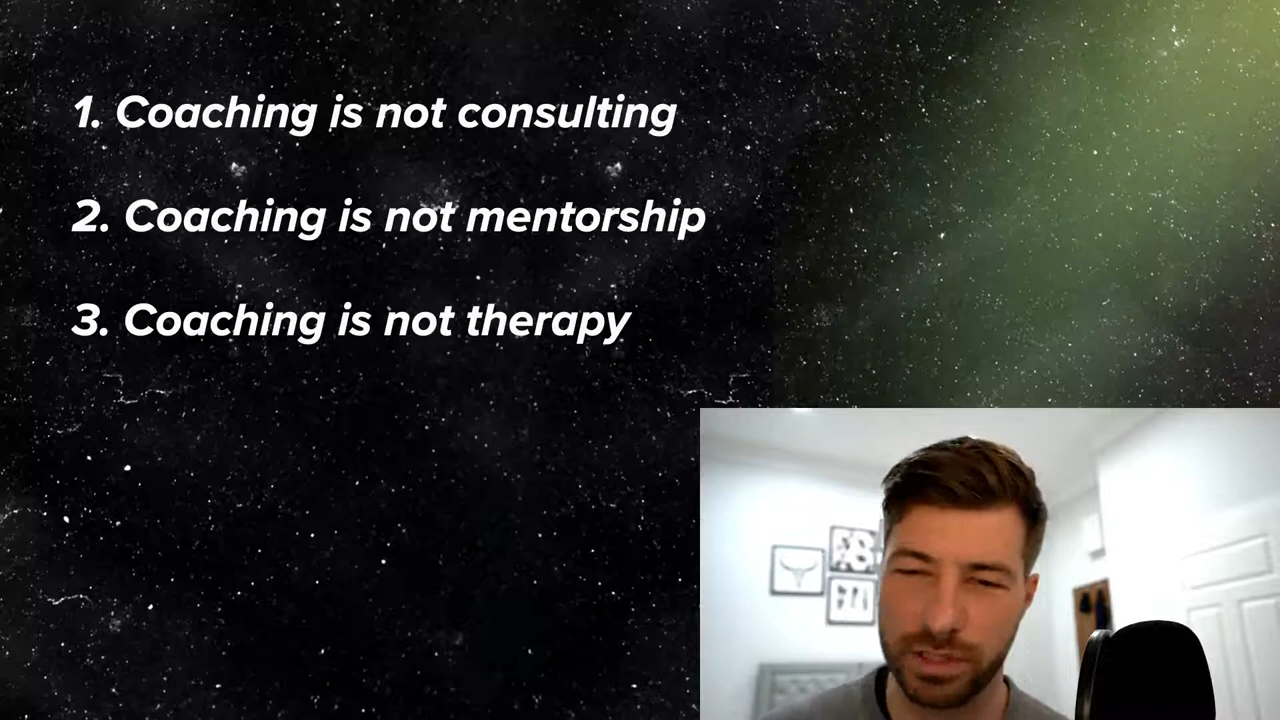 1. Coaching is not consulting
2. Coaching is not mentorship
3. Coaching is not therapy